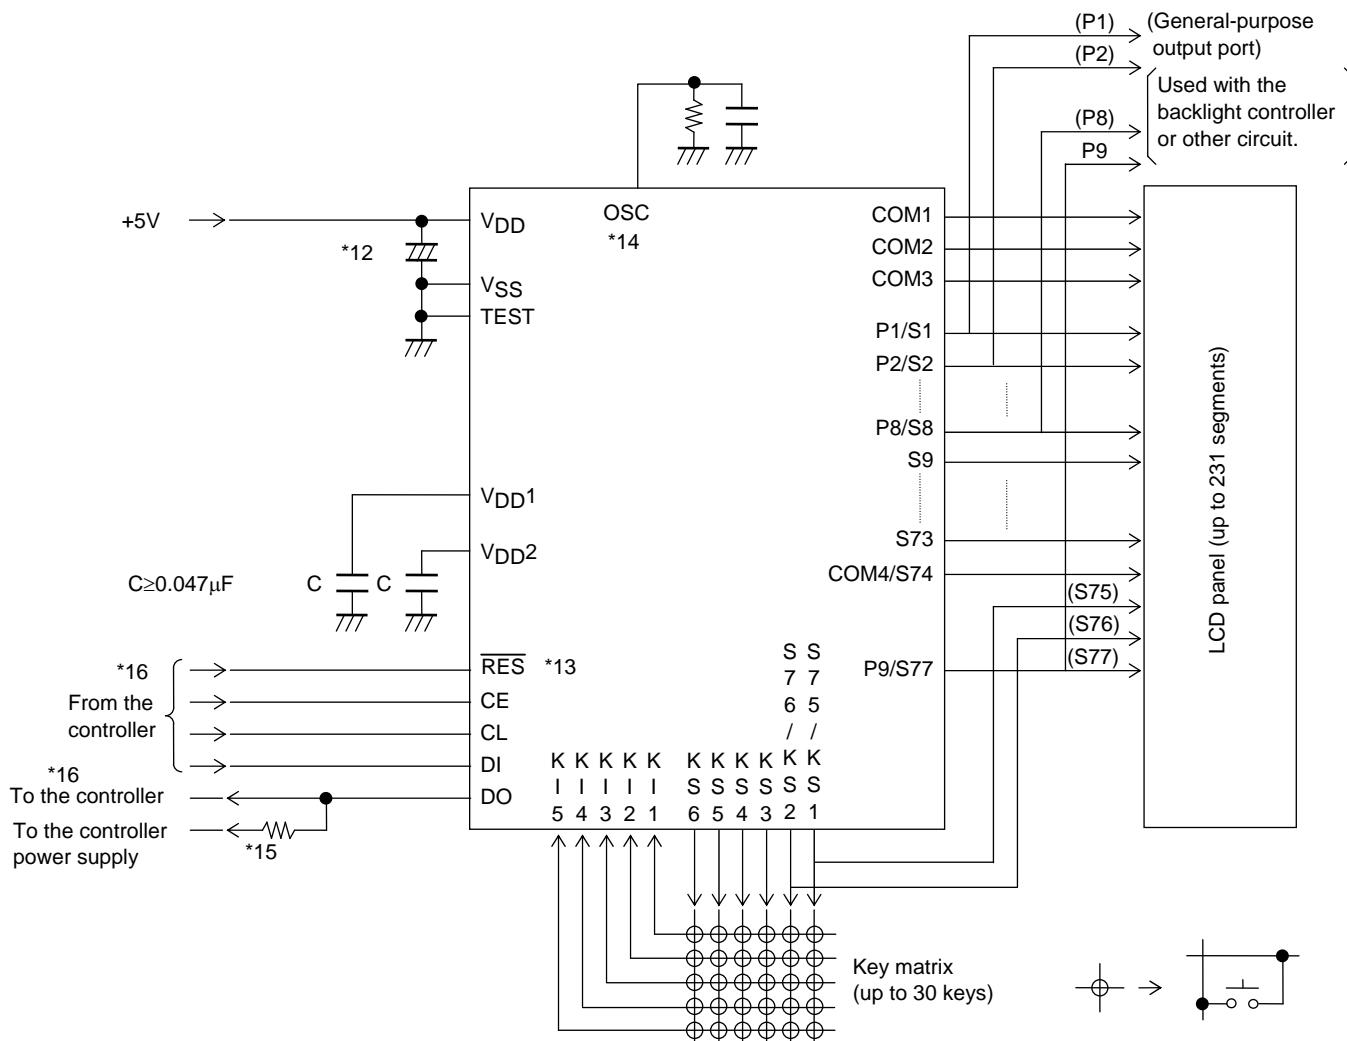 (P1)
(General-purpose
output port)
(P2)
Used with the
backlight controller
or other circuit.
(P8)
P9
+5V
VDD
OSC
*14
*12
VSS
TEST
COM1
COM2
COM3
P1/S1
P2/S2
P8/S8
S9
S73
COM4/S74
(S75)
(S76)
(S77)
P9/S77
LCD panel (up to 231 segments)
VDD1
VDD2
C≥0.047μF
C
C
*16
From the
controller
RES
*13
CE
CL
DI
DO
*16
To the controller
To the controller
power supply
*15
KI5
KI4
KI3
KI2
KI1
KS6
KS5
KS4
KS3
S76/KS2
S75/KS1
Key matrix
(up to 30 keys)